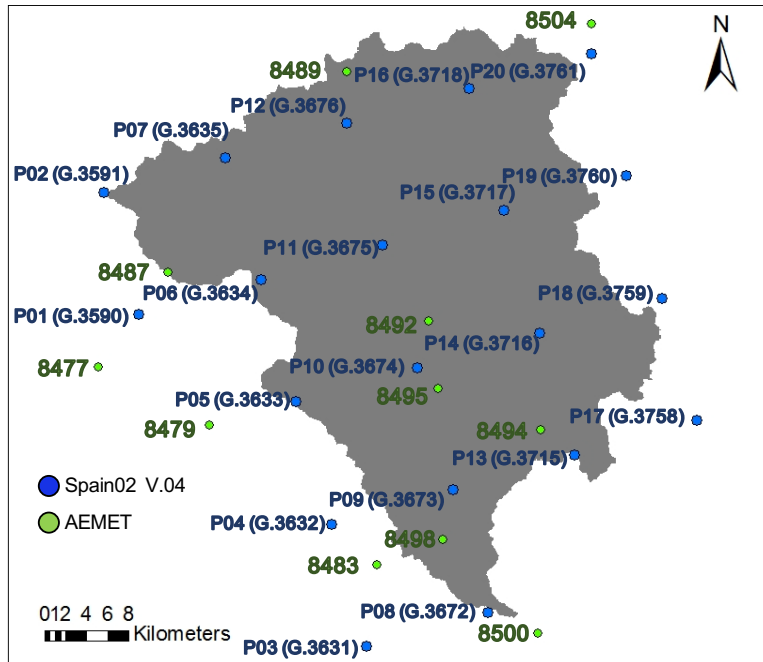 8504
N
8489
P16 (G.3718)
P20 (G.3761)
P12 (G.3676)
P07 (G.3635)
P02 (G.3591)
P19 (G.3760)
P15 (G.3717)
P11 (G.3675)
8487
P06 (G.3634)
P18 (G.3759)
P01 (G.3590)
8492
P14 (G.3716)
8477
P10 (G.3674)
8495
P05 (G.3633)
P17 (G.3758)
8479
8494
P13 (G.3715)
Spain02 V.04
P09 (G.3673)
AEMET
P04 (G.3632)
8498
8483
012 4 6 8
Kilometers
P08 (G.3672)
8500
P03 (G.3631)